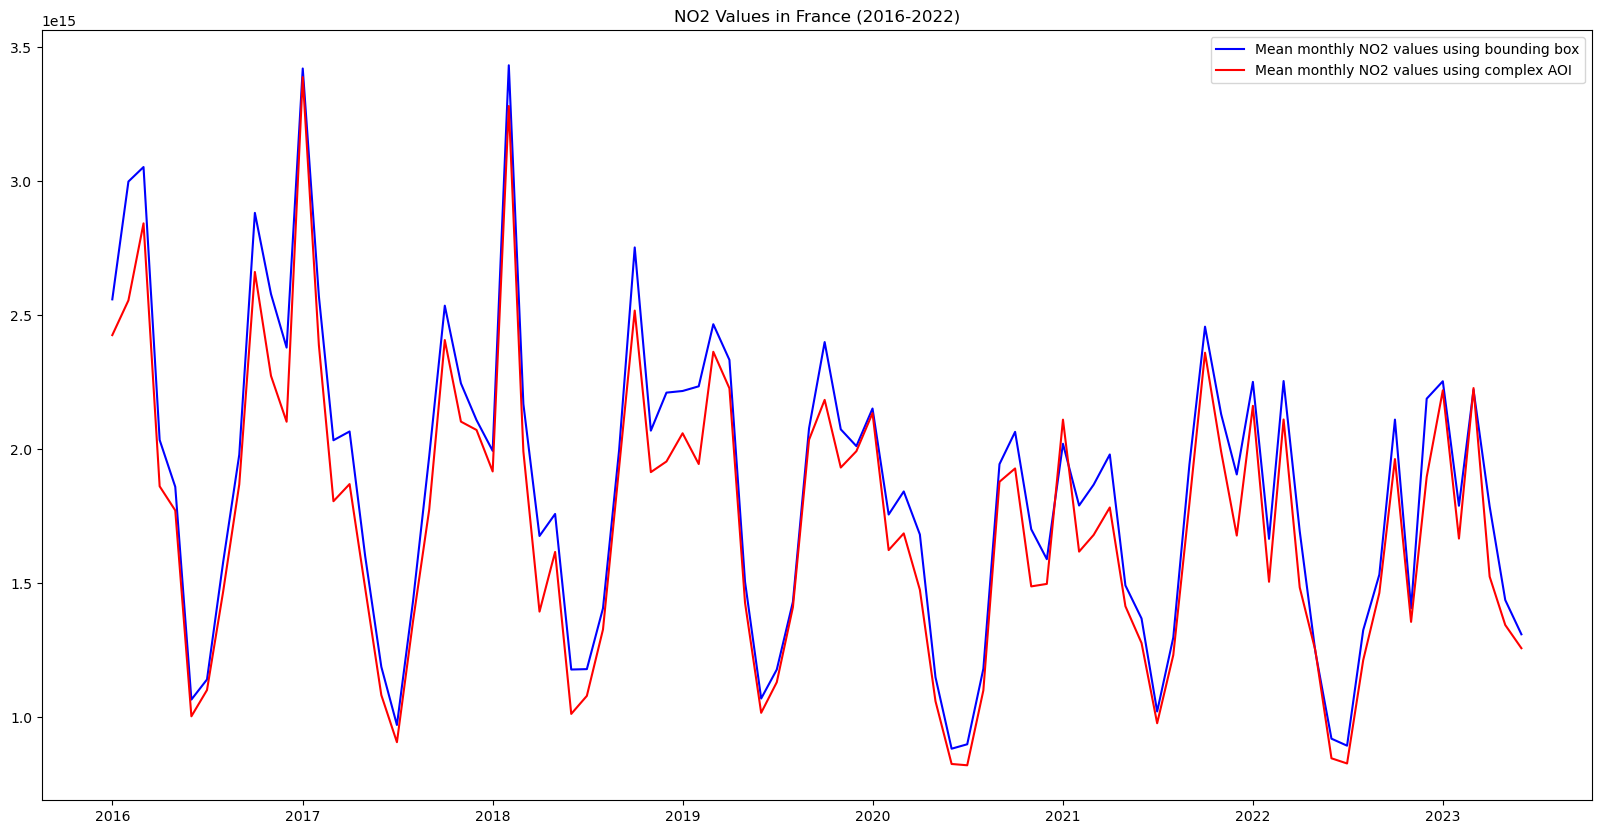 NO2 Values in France (2016-2022)
1e15
Mean monthly NO2 values using bounding box
Mean monthly NO2 values using complex AOI
3.5
3.0
2.5
2.0
1.5
1.0
2016 2017 2018 2019 2020 2021 2022 2023